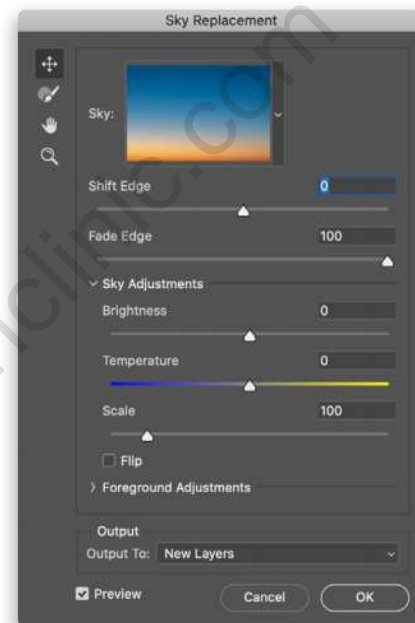 Sky Replacement
Sky:
Shift Edge 0
Fade Edge 100
Sky Adjustments
Brightness 0
Temperature 0
Scale 100
Flip
Foreground Adjustments
Output
Output To: New Layers
Preview Cancel OK